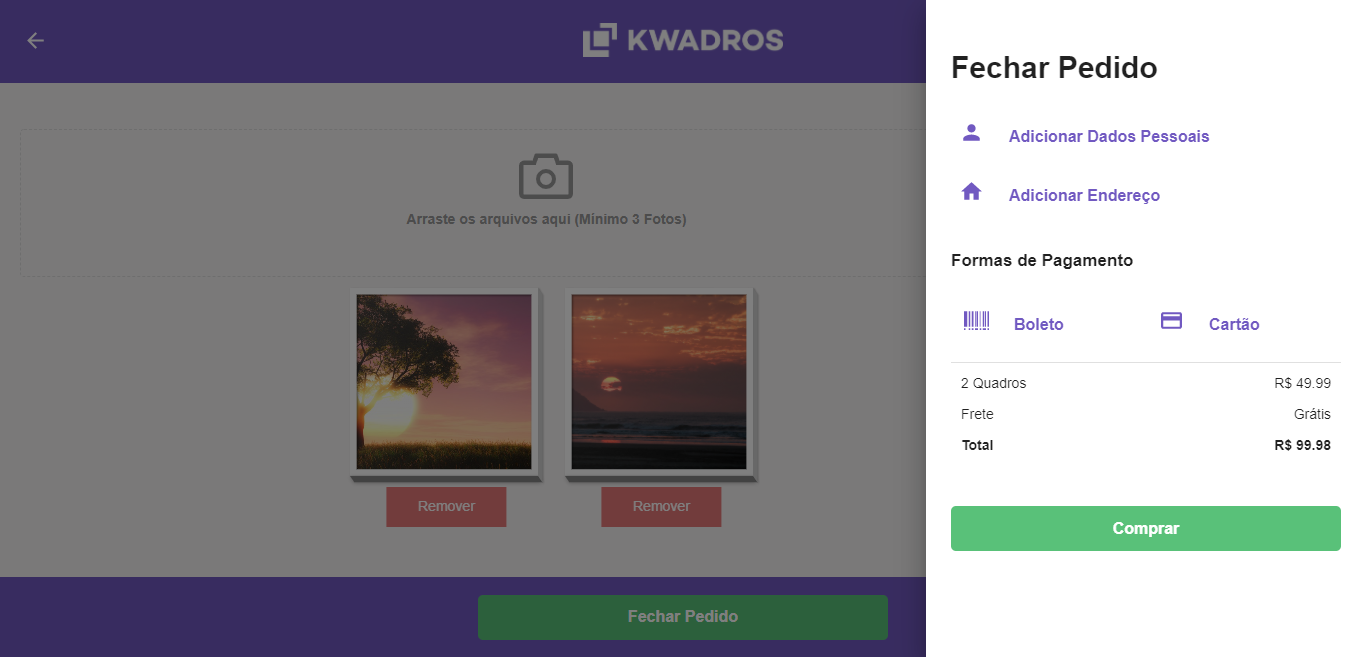 KWADROS
Arraste os arquivos aqui (Minimo 3 Fotos)
Remover
Remover
Fechar Pedido
Fechar Pedido
Adicionar Dados Pessoais
Adicionar Endereço
Formas de Pagamento
Boleto Cartão
2 Quadros R$ 49.99
Frete Grátis
Total R$ 99.98
Comprar